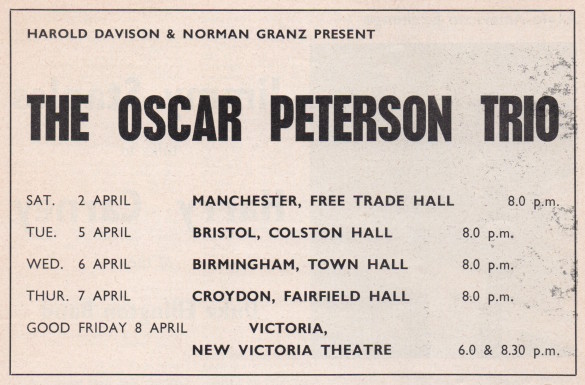 HAROLD DAVISON & NORMAN GRANZ PRESENT
THE OSCAR PETERSON TRIO
SAT. 2 APRIL MANCHESTER, FREE TRADE HALL 8.0 p.m.
TUE. 5 APRIL BRISTOL, COLSTON HALL 8.0 p.m.
WED. 6 APRIL BIRMINGHAM, TOWN HALL 8.0 p.m.
THUR. 7 APRIL CROYDON, FAIRFIELD HALL 8.0 p.m.
GOOD FRIDAY 8 APRIL VICTORIA,
NEW VICTORIA THEATRE 6.0 & 8.30 p.m.